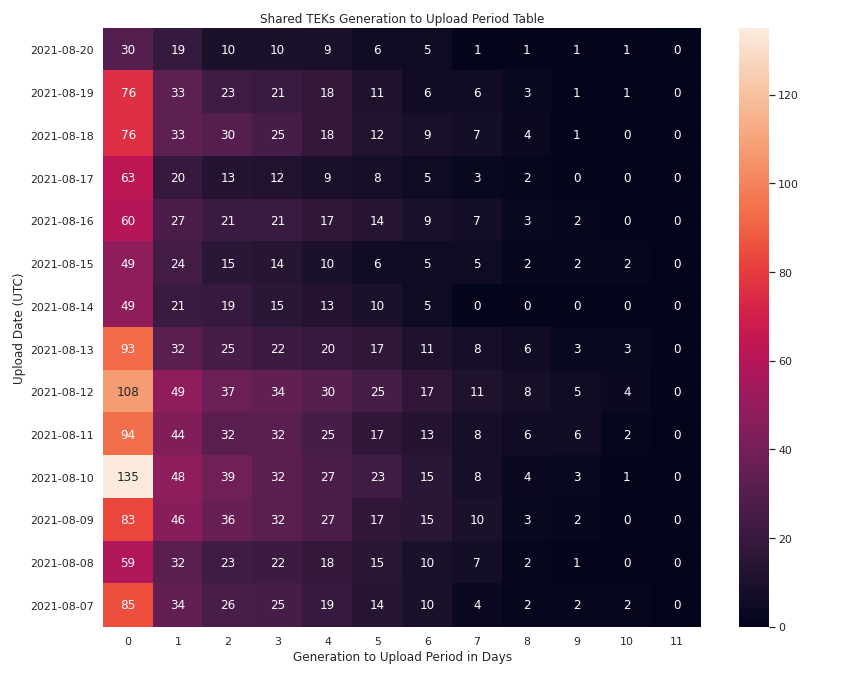 Shared TEKs Generation to Upload Period Table
Upload Date (UTC)
2021-08-20 30 19 10 10 9 6 5 1 1 1 1 0
2021-08-19 76 33 23 21 18 11 6 6 3 1 1 0
2021-08-18 76 33 30 25 18 12 9 7 4 1 0 0
2021-08-17 63 20 13 12 9 8 5 3 2 0 0 0
2021-08-16 60 27 21 21 17 14 9 7 3 2 0 0
2021-08-15 49 24 15 14 10 6 5 5 2 2 2 0
2021-08-14 49 21 19 15 13 10 5 0 0 0 0 0
2021-08-13 93 32 25 22 20 17 11 8 6 3 3 0
2021-08-12 108 49 37 34 30 25 17 11 8 5 4 0
2021-08-11 94 44 32 32 25 17 13 8 6 6 2 0
2021-08-10 135 48 39 32 27 23 15 8 4 3 1 0
2021-08-09 83 46 36 32 27 17 15 10 3 2 0 0
2021-08-08 59 32 23 22 18 15 10 7 2 1 0 0
2021-08-07 85 34 26 25 19 14 10 4 2 2 2 0
0 1 2 3 4 5 6 7 8 9 10 11
Generation to Upload Period in Days
120
100
80
60
40
20
0